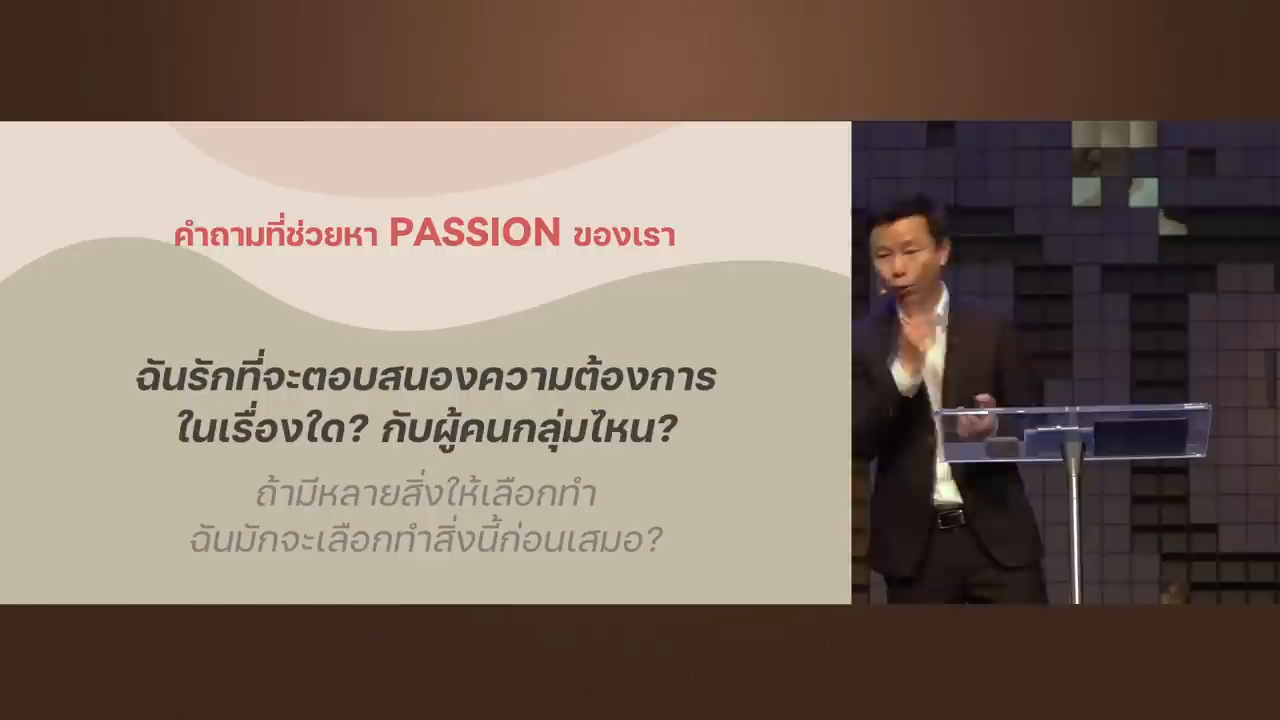 คำถามที่ช่วยหา PASSION ของเรา
ฉันรักที่จะตอบสนองความต้องการ
ในเรื่องใด? กับผู้คนกลุ่มไหน?
ถ้ามีหลายสิ่งให้เลือกทำ
ฉันมักจะเลือกทำสิ่งนี้ก่อนเสมอ?